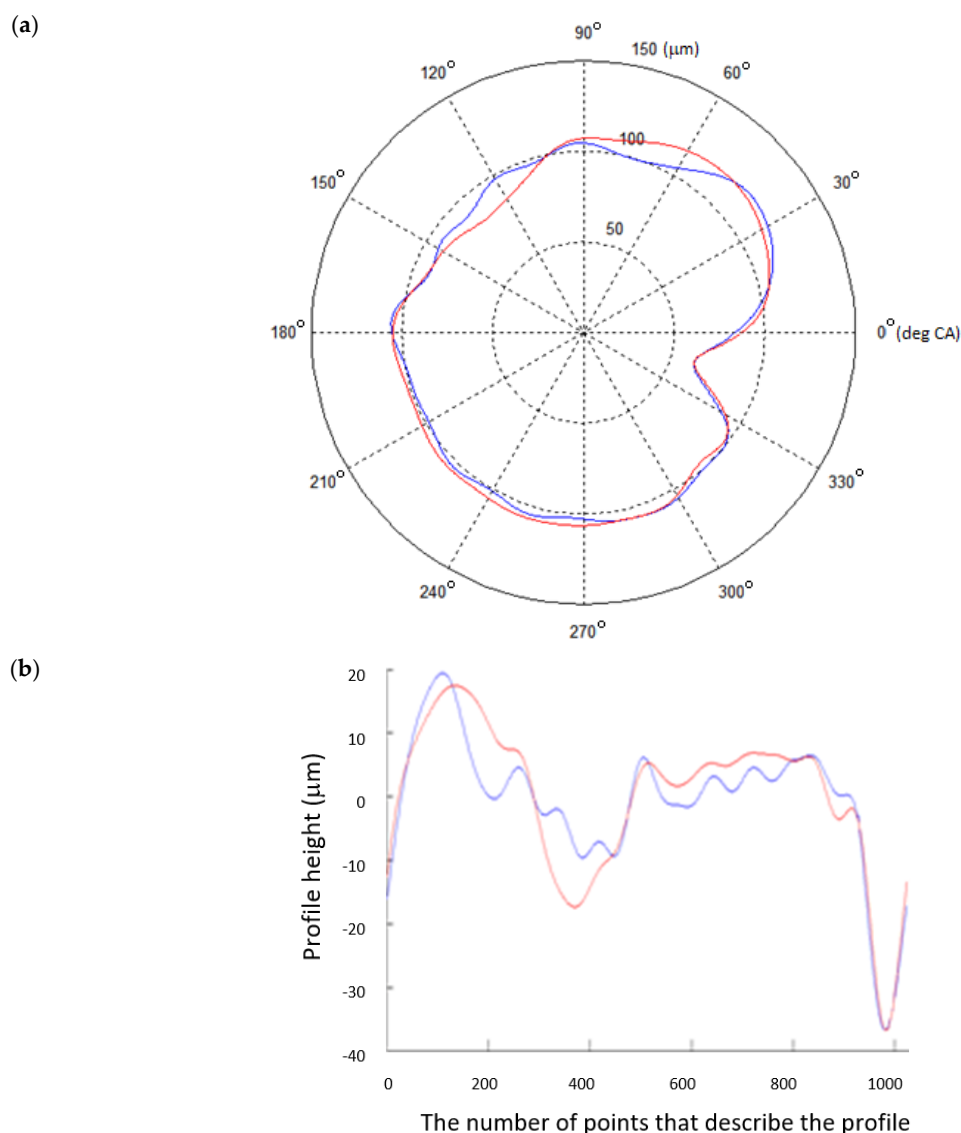 (a)
90°
150 (μm)
120°
60°
100
150°
30°
50
180°
0° (deg CA)
210°
330°
240°
300°
270°
(b)
20
10
0
-10
-20
-30
-40
Profile height (μm)
0 200 400 600 800 1000
The number of points that describe the profile